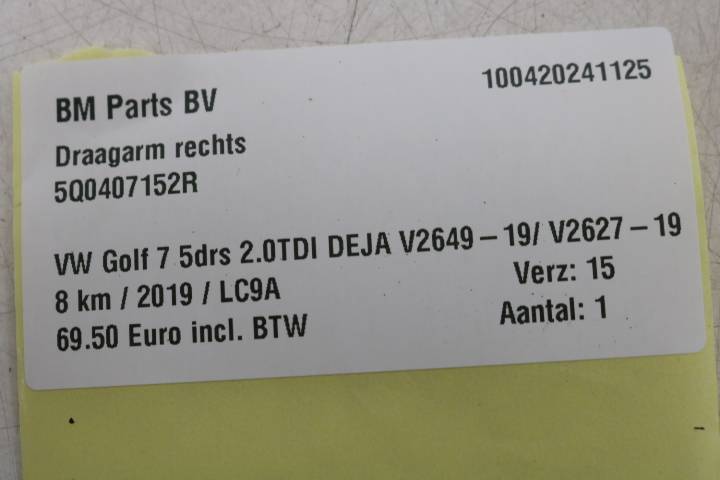 BM Parts BV
100420241125
Draagarm rechts
5Q0407152R
VW Golf 7 5drs 2.0TDI DEJA V2649 – 19/ V2627 – 19
8 km / 2019 / LC9A
Verz: 15
69.50 Euro incl. BTW
Aantal: 1